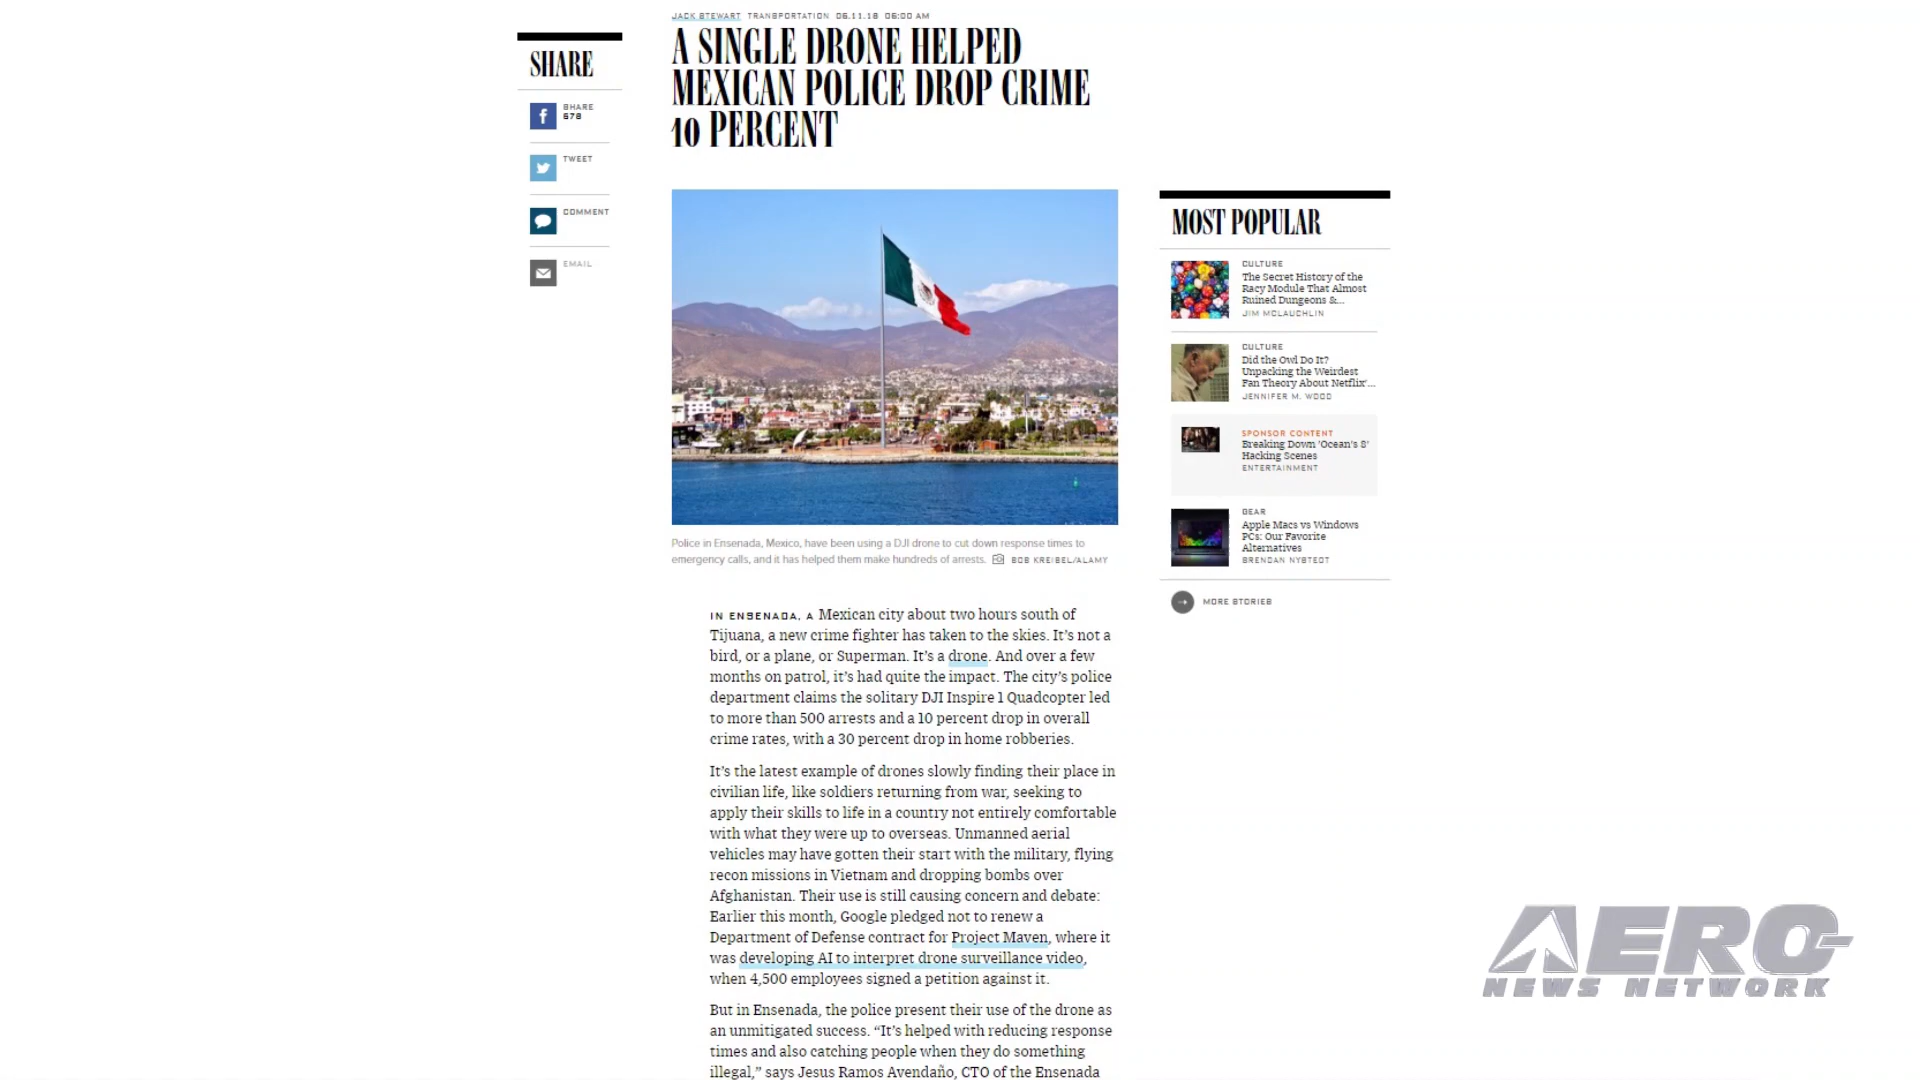 JACK STEWART TRANSPORTATION 06.11.18 06:00 AM
A SINGLE DRONE HELPED
MEXICAN POLICE DROP CRIME
10 PERCENT
SHARE
SHARE
578
TWEET
COMMENT
EMAIL
Police in Ensenada, Mexico, have been using a DJI drone to cut down response times to
emergency calls, and it has helped them make hundreds of arrests. BOB KREIBEL/ALAMY
IN ENSENADA, A Mexican city about two hours south of
Tijuana, a new crime fighter has taken to the skies. It's not a
bird, or a plane, or Superman. It's a drone. And over a few
months on patrol, it's had quite the impact. The city's police
department claims the solitary DJI Inspire 1 Quadcopter led
to more than 500 arrests and a 10 percent drop in overall
crime rates, with a 30 percent drop in home robberies.
It's the latest example of drones slowly finding their place in
civilian life, like soldiers returning from war, seeking to
apply their skills to life in a country not entirely comfortable
with what they were up to overseas. Unmanned aerial
vehicles may have gotten their start with the military, flying
recon missions in Vietnam and dropping bombs over
Afghanistan. Their use is still causing concern and debate:
Earlier this month, Google pledged not to renew a
Department of Defense contract for Project Maven, where it
was developing AI to interpret drone surveillance video,
when 4,500 employees signed a petition against it.
But in Ensenada, the police present their use of the drone as
an unmitigated success. “It's helped with reducing response
times and also catching people when they do something
illegal,” says Jesus Ramos Avendaño, CTO of the Ensenada
MOST POPULAR
CULTURE
The Secret History of the
Racy Module That Almost
Ruined Dungeons &...
JIM MCLAUCHLIN
CULTURE
Did the Owl Do It?
Unpacking the Weirdest
Fan Theory About Netflix'...
JENNIFER M. WOOD
SPONSOR CONTENT
Breaking Down 'Ocean's 8'
Hacking Scenes
ENTERTAINMENT
GEAR
Apple Macs vs Windows
PCs: Our Favorite
Alternatives
BRENDAN NYSTEDT
MORE STORIES
AERO-
NEWS NETWORK